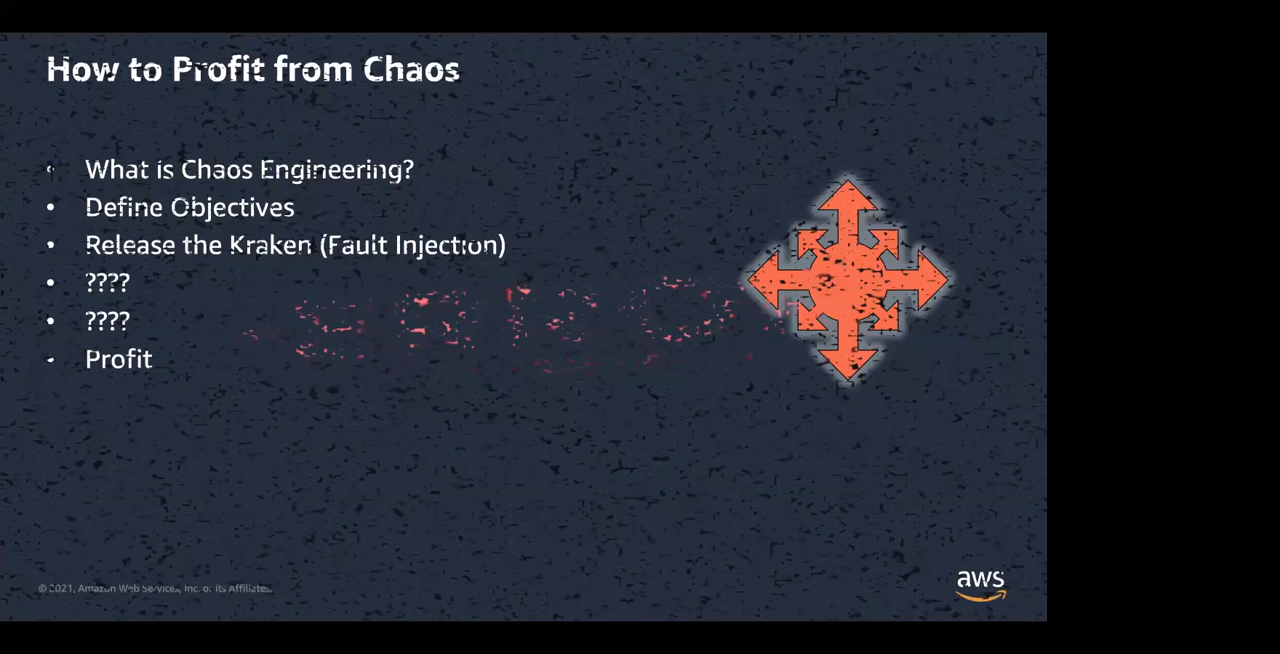 How to Profit from Chaos
• What is Chaos Engineering?
• Define Objectives
• Release the Kraken (Fault Injection)
• ????
• ????
• Profit
© 2021, Amazon Web Services, Inc. or its Affiliates.
aws